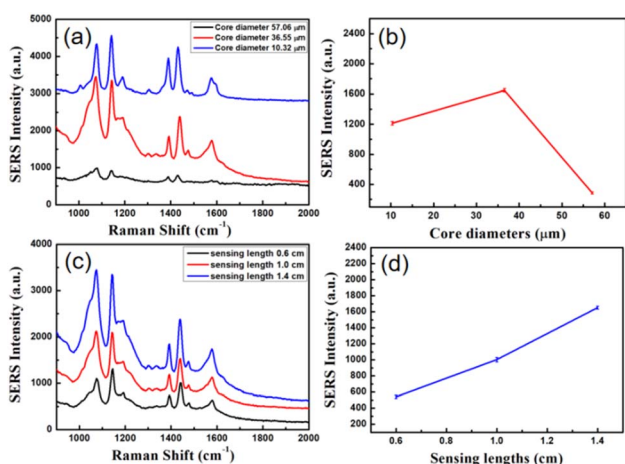 (a)
Core diameter 57.06 μm
Core diameter 36.55 μm
Core diameter 10.32 μm
SERS Intensity (a.u.)
5000
4000
3000
2000
1000
0
1000 1200 1400 1600 1800 2000
Raman Shift (cm-1)
(b)
SERS Intensity (a.u.)
2400
2000
1600
1200
800
400
10 20 30 40 50 60
Core diameters (μm)
(c)
sensing length 0.6 cm
sensing length 1.0 cm
sensing length 1.4 cm
SERS Intensity (a.u.)
4000
3000
2000
1000
0
1000 1200 1400 1600 1800 2000
Raman Shift (cm-1)
(d)
SERS Intensity (a.u.)
2400
2200
2000
1800
1600
1400
1200
1000
800
600
400
200
0.6 0.8 1.0 1.2 1.4
Sensing lengths (cm)